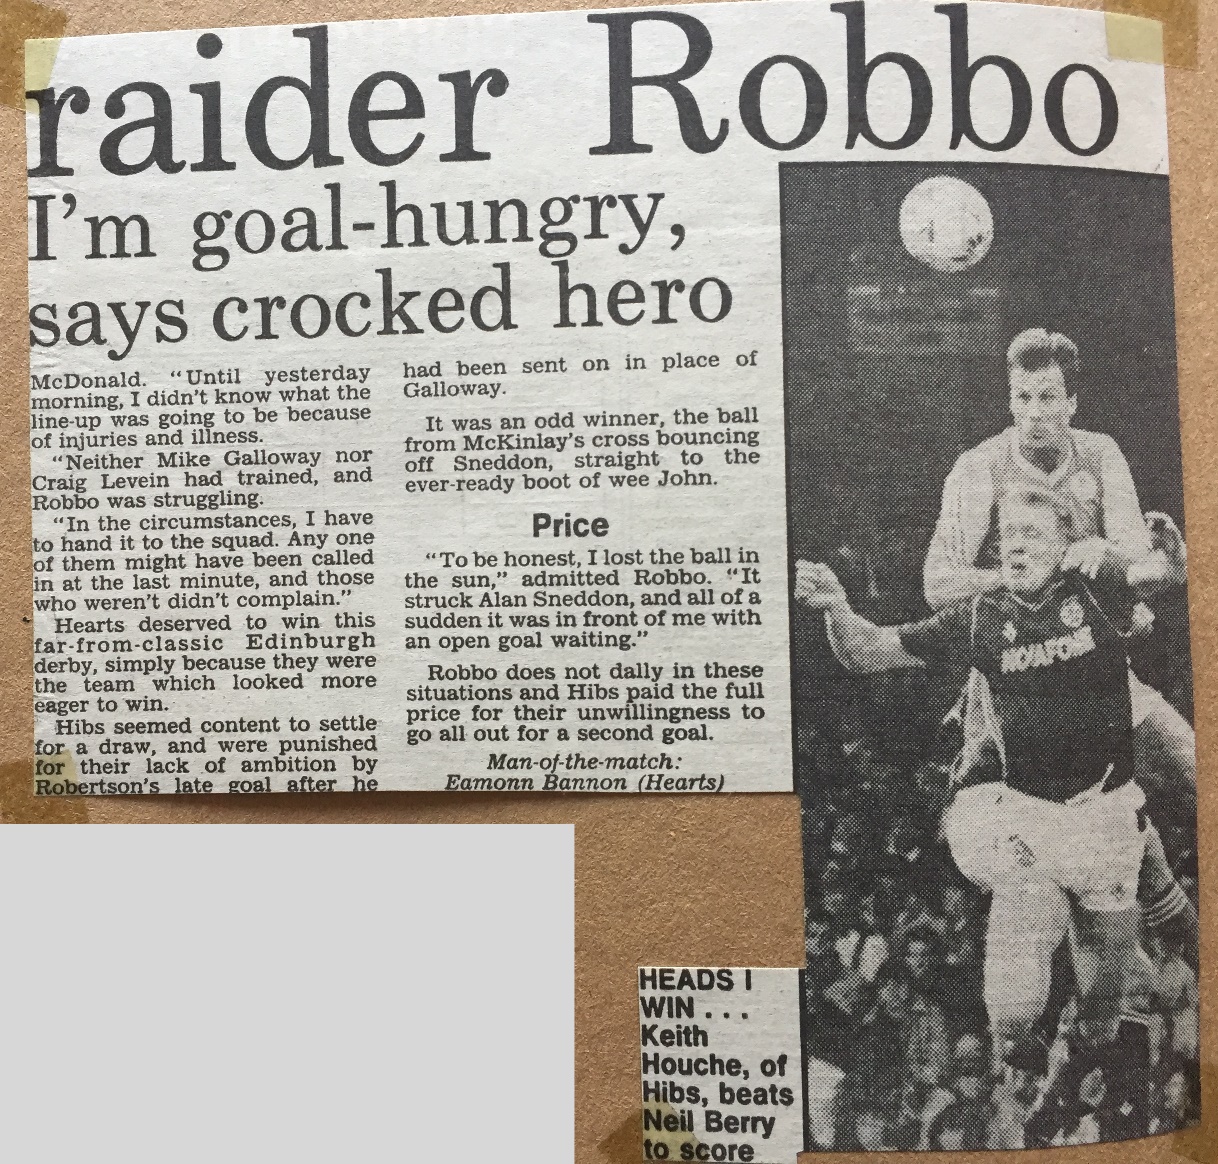 raider Robbo
I'm goal-hungry,
says crocked hero
McDonald. "Until yesterday
morning, I didn't know what the
line-up was going to be because
of injuries and illness.
"Neither Mike Galloway nor
Craig Levein had trained, and
Robbo was struggling.
"In the circumstances, I have
to hand it to the squad. Any one
of them might have been called
in at the last minute, and those
who weren't didn't complain."
Hearts deserved to win this
far-from-classic Edinburgh
derby, simply because they were
the team which looked more
eager to win.
Hibs seemed content to settle
for a draw, and were punished
for their lack of ambition by
Robertson's late goal after he
had been sent on in place of
Galloway.
It was an odd winner, the ball
from McKinlay's cross bouncing
off Sneddon, straight to the
ever-ready boot of wee John.
Price
"To be honest, I lost the ball in
the sun," admitted Robbo. "It
struck Alan Sneddon, and all of a
sudden it was in front of me with
an open goal waiting."
Robbo does not dally in these
situations and Hibs paid the full
price for their unwillingness to
go all out for a second goal.
Man-of-the-match:
Eamonn Bannon (Hearts)
NOVAFONE
HEADS I
WIN . . .
Keith
Houche, of
Hibs, beats
Neil Berry
to score